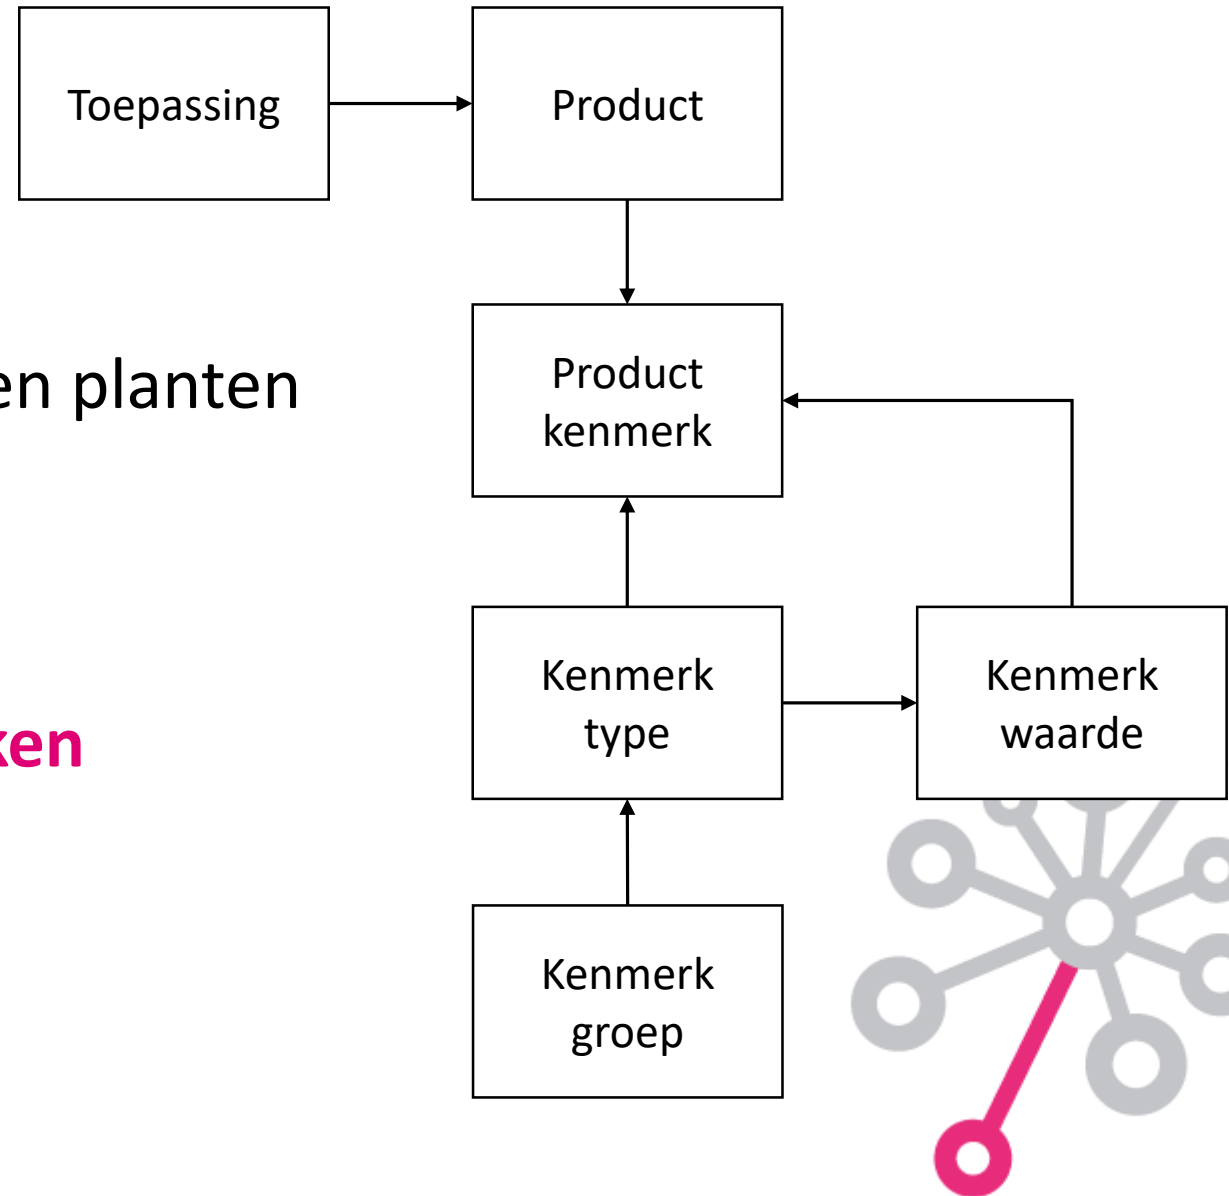 Toepassing
Product
en planten
Product
kenmerk
Kenmerk
type
Kenmerk
waarde
ken
Kenmerk
groep